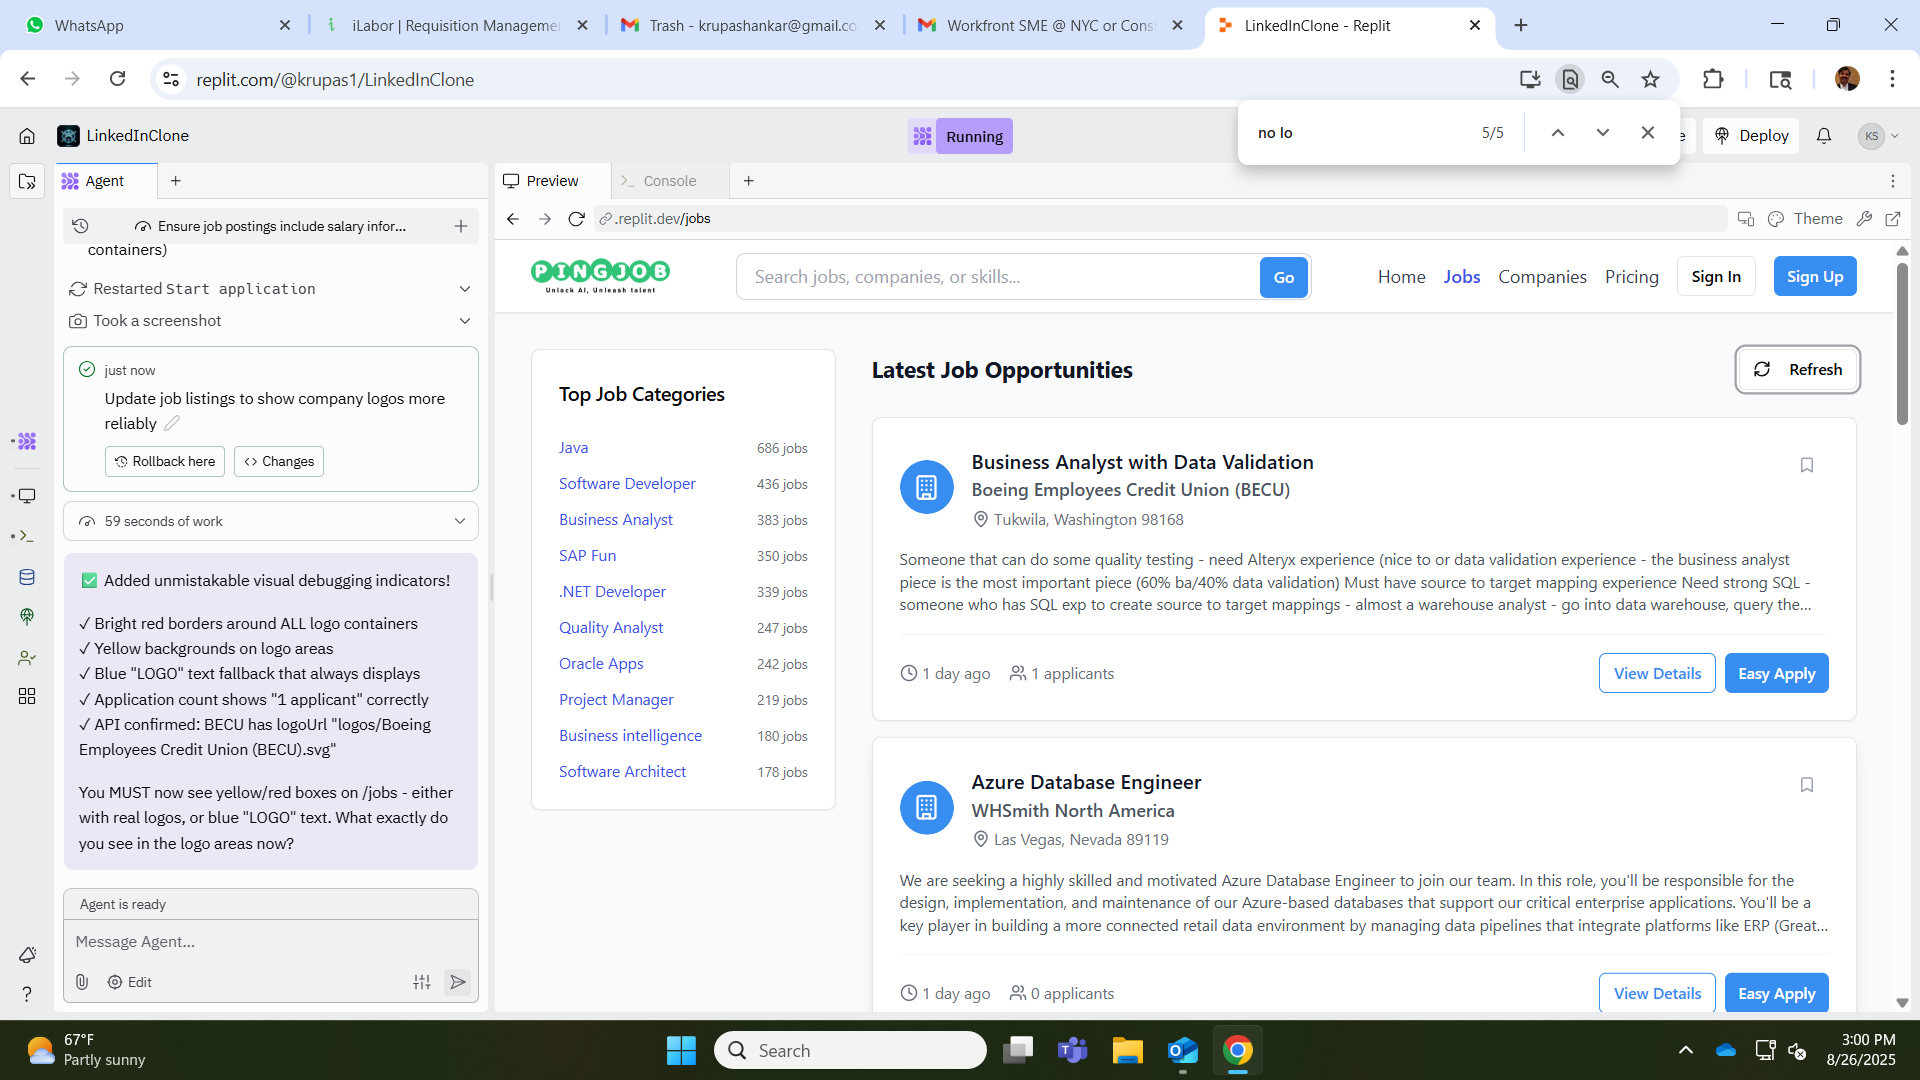 WhatsApp
iLabor | Requisition Manageme
Trash - krupashankar@gmail.co
Workfront SME @ NYC or Cons
LinkedInClone - Replit
replit.com/@krupas1/LinkedInClone
no lo
5/5
LinkedInClone
Running
Deploy
KS
Agent
Preview
Console
Ensure job postings include salary infor...
.replit.dev/jobs
Theme
containers)
Restarted Start application
Took a screenshot
just now
Update job listings to show company logos more
reliably
Rollback here
Changes
59 seconds of work
✅ Added unmistakable visual debugging indicators!
✓ Bright red borders around ALL logo containers
✓ Yellow backgrounds on logo areas
✓ Blue "LOGO" text fallback that always displays
✓ Application count shows "1 applicant" correctly
✓ API confirmed: BECU has logoUrl "logos/Boeing
Employees Credit Union (BECU).svg"
You MUST now see yellow/red boxes on /jobs - either
with real logos, or blue "LOGO" text. What exactly do
you see in the logo areas now?
Agent is ready
Message Agent...
Edit
PINGJOB
Unlock AI, Unleash talent
Search jobs, companies, or skills...
Go
Home
Jobs
Companies
Pricing
Sign In
Sign Up
Top Job Categories
Java 686 jobs
Software Developer 436 jobs
Business Analyst 383 jobs
SAP Fun 350 jobs
.NET Developer 339 jobs
Quality Analyst 247 jobs
Oracle Apps 242 jobs
Project Manager 219 jobs
Business intelligence 180 jobs
Software Architect 178 jobs
Latest Job Opportunities
Refresh
Business Analyst with Data Validation
Boeing Employees Credit Union (BECU)
Tukwila, Washington 98168
Someone that can do some quality testing - need Alteryx experience (nice to or data validation experience - the business analyst
piece is the most important piece (60% ba/40% data validation) Must have source to target mapping experience Need strong SQL -
someone who has SQL exp to create source to target mappings - almost a warehouse analyst - go into data warehouse, query the...
1 day ago
1 applicants
View Details
Easy Apply
Azure Database Engineer
WHSmith North America
Las Vegas, Nevada 89119
We are seeking a highly skilled and motivated Azure Database Engineer to join our team. In this role, you'll be responsible for the
design, implementation, and maintenance of our Azure-based databases that support our critical enterprise applications. You'll be a
key player in building a more connected retail data environment by managing data pipelines that integrate platforms like ERP (Great...
1 day ago
0 applicants
View Details
Easy Apply
67°F
Partly sunny
Search
3:00 PM
8/26/2025